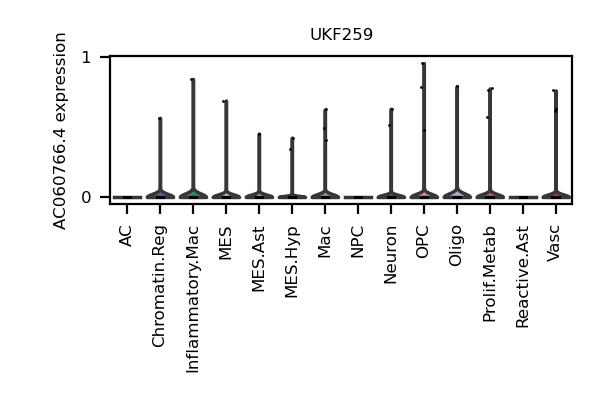 UKF259
AC060766.4 expression
1
0
AC
Chromatin.Reg
Inflammatory.Mac
MES
MES.Ast
MES.Hyp
Mac
NPC
Neuron
OPC
Oligo
Prolif.Metab
Reactive.Ast
Vasc